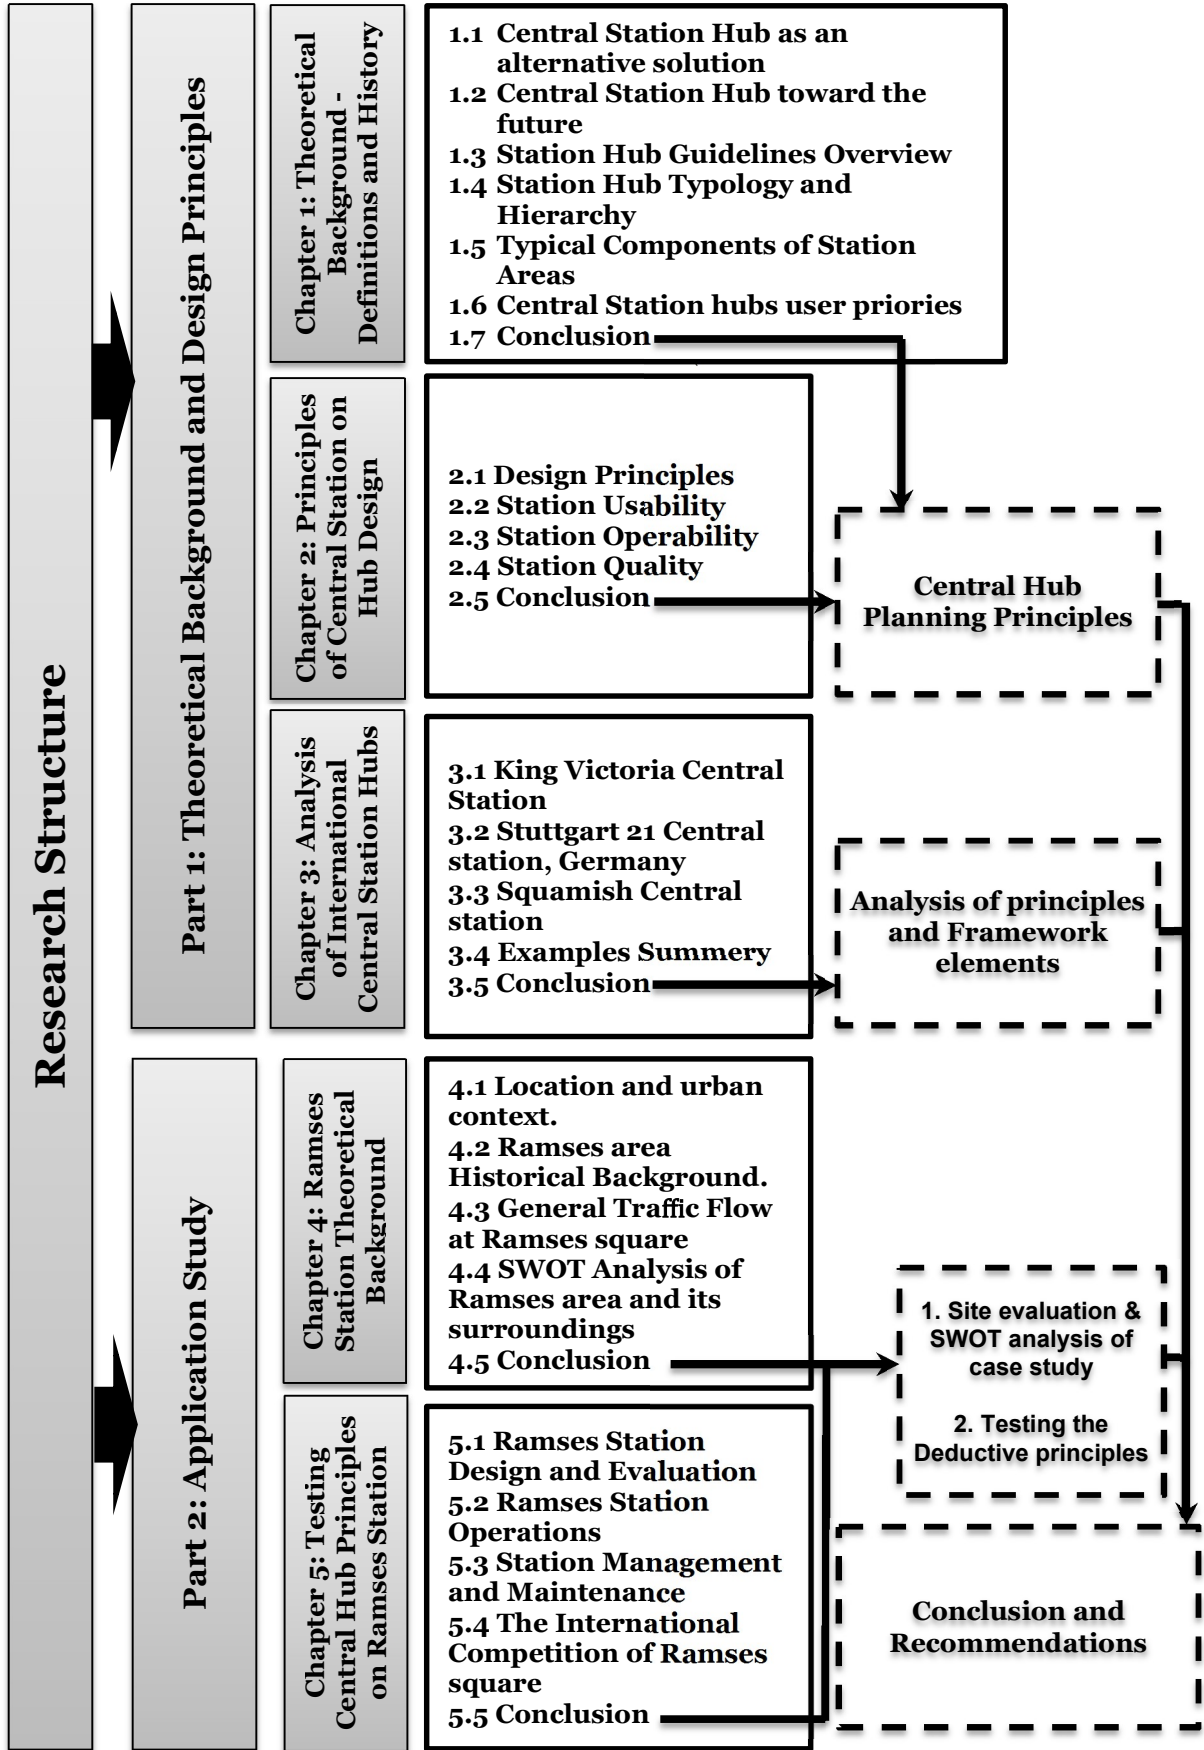 Research Structure
Part 1: Theoretical Background and Design Principles
Chapter 1: Theoretical
Background -
Definitions and History
1.1 Central Station Hub as an
alternative solution
1.2 Central Station Hub toward the
future
1.3 Station Hub Guidelines Overview
1.4 Station Hub Typology and
Hierarchy
1.5 Typical Components of Station
Areas
1.6 Central Station hubs user priories
1.7 Conclusion
Chapter 2: Principles
of Central Station on
Hub Design
2.1 Design Principles
2.2 Station Usability
2.3 Station Operability
2.4 Station Quality
2.5 Conclusion
Central Hub
Planning Principles
Chapter 3: Analysis
of International
Central Station Hubs
3.1 King Victoria Central
Station
3.2 Stuttgart 21 Central
station, Germany
3.3 Squamish Central
station
3.4 Examples Summery
3.5 Conclusion
Analysis of principles
and Framework
elements
Part 2: Application Study
Chapter 4: Ramses
Station Theoretical
Background
4.1 Location and urban
context.
4.2 Ramses area
Historical Background.
4.3 General Traffic Flow
at Ramses square
4.4 SWOT Analysis of
Ramses area and its
surroundings
4.5 Conclusion
1. Site evaluation &
SWOT analysis of
case study
2. Testing the
Deductive principles
Chapter 5: Testing
Central Hub Principles
on Ramses Station
5.1 Ramses Station
Design and Evaluation
5.2 Ramses Station
Operations
5.3 Station Management
and Maintenance
5.4 The International
Competition of Ramses
square
5.5 Conclusion
Conclusion and
Recommendations